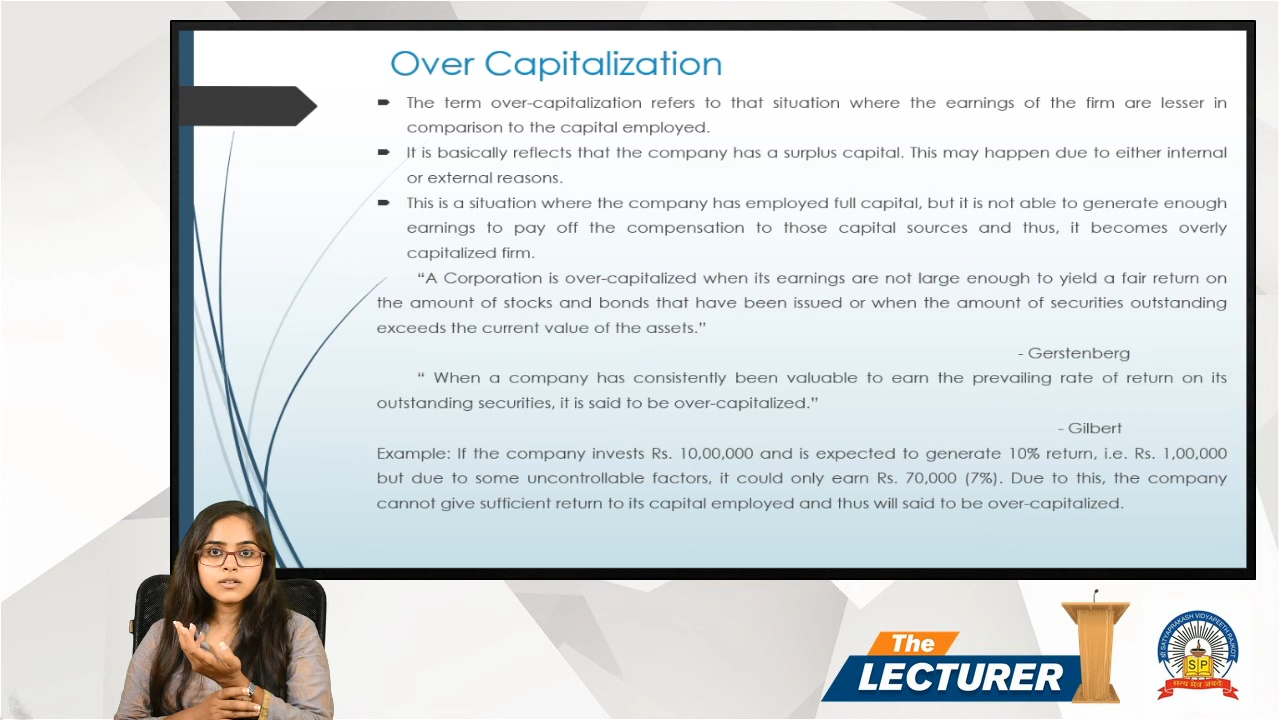 Over Capitalization
The term over-capitalization refers to that situation where the earnings of the firm are lesser in
comparison to the capital employed.
It is basically reflects that the company has a surplus capital. This may happen due to either internal
or external reasons.
This is a situation where the company has employed full capital, but it is not able to generate enough
earnings to pay off the compensation to those capital sources and thus, it becomes overly
capitalized firm.
“A Corporation is over-capitalized when its earnings are not large enough to yield a fair return on
the amount of stocks and bonds that have been issued or when the amount of securities outstanding
exceeds the current value of the assets.”
- Gerstenberg
“ When a company has consistently been valuable to earn the prevailing rate of return on its
outstanding securities, it is said to be over-capitalized.”
- Gilbert
Example: If the company invests Rs. 10,00,000 and is expected to generate 10% return, i.e. Rs. 1,00,000
but due to some uncontrollable factors, it could only earn Rs. 70,000 (7%). Due to this, the company
cannot give sufficient return to its capital employed and thus will said to be over-capitalized.
The
LECTURER
SATYAPRAKASH VIDYAPEETH RAJKOT
SP
सत्य मेव जयते